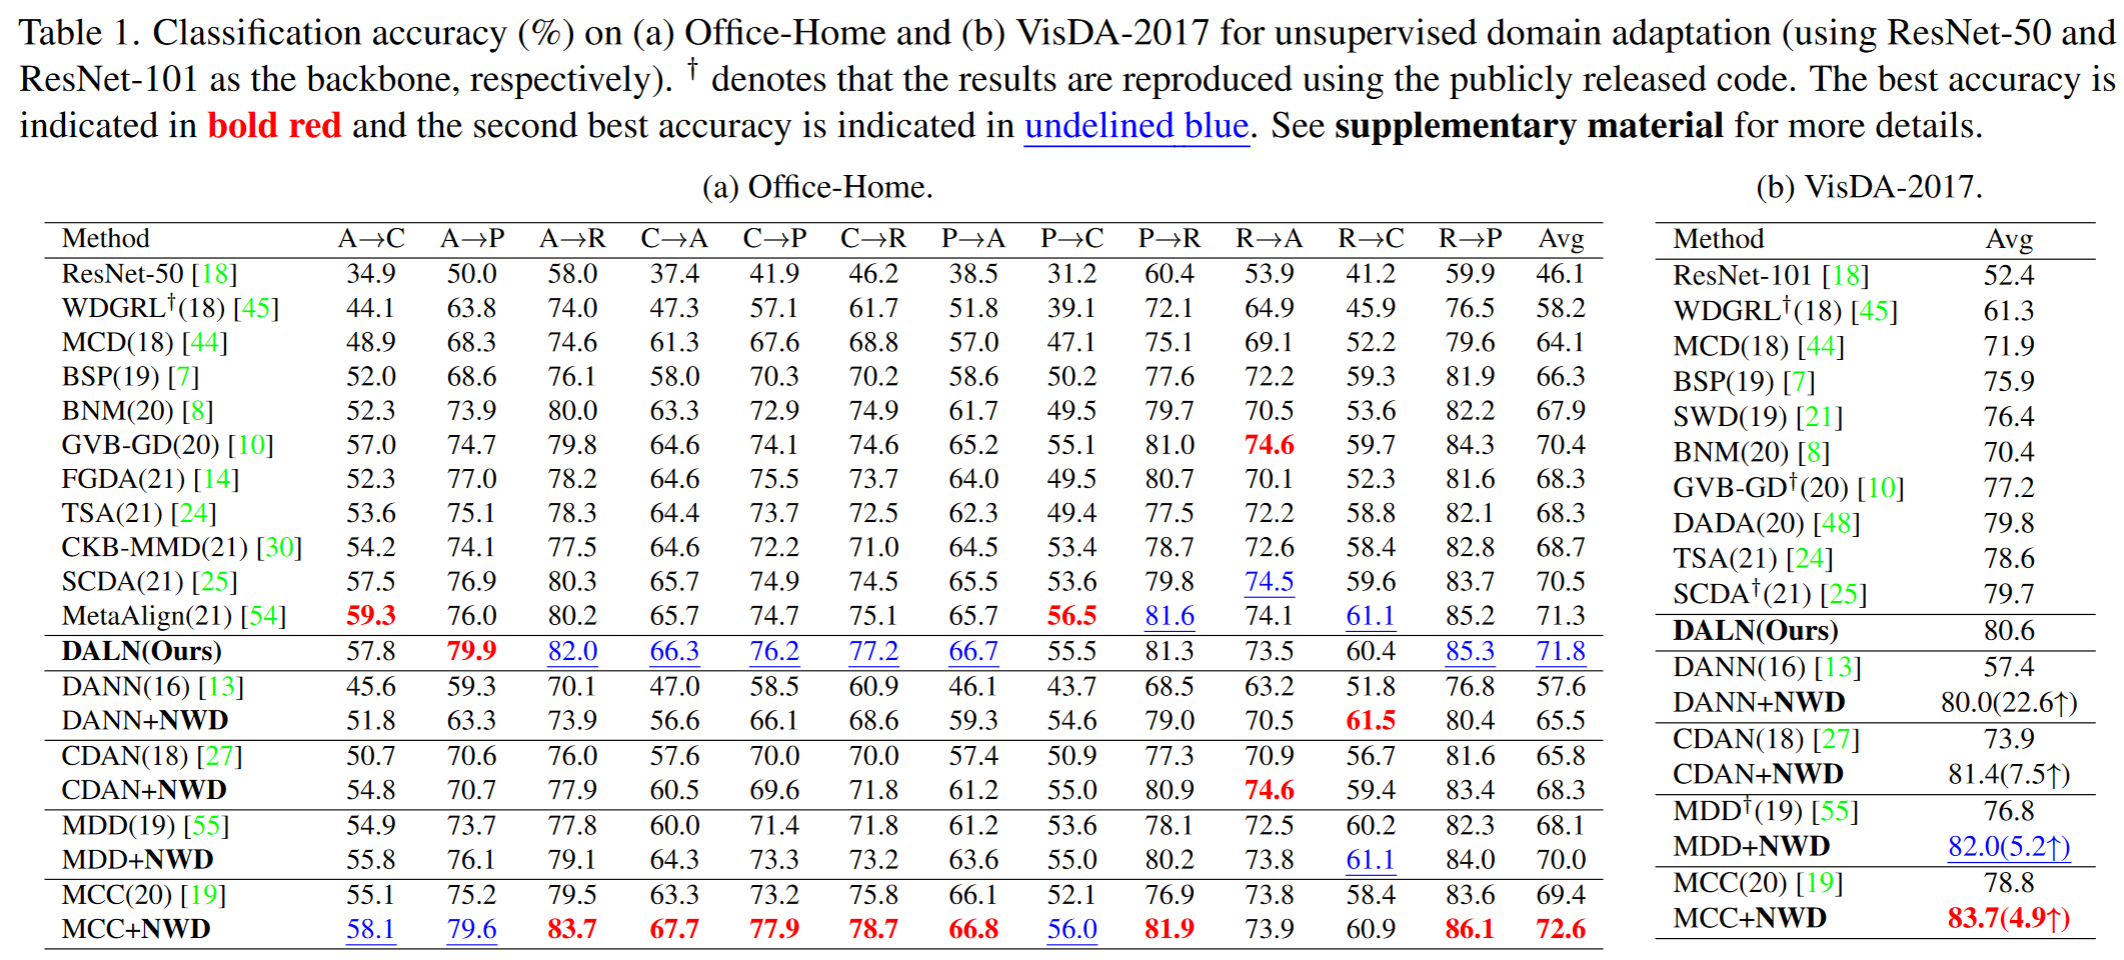 Table 1. Classification accuracy (%) on (a) Office-Home and (b) VisDA-2017 for unsupervised domain adaptation (using ResNet-50 and
ResNet-101 as the backbone, respectively). † denotes that the results are reproduced using the publicly released code. The best accuracy is
indicated in bold red and the second best accuracy is indicated in undelined blue. See supplementary material for more details.
(a) Office-Home.
Method A→C A→P A→R C→A C→P C→R P→A P→C P→R R→A R→C R→P Avg
ResNet-50 [18] 34.9 50.0 58.0 37.4 41.9 46.2 38.5 31.2 60.4 53.9 41.2 59.9 46.1
WDGRL†(18) [45] 44.1 63.8 74.0 47.3 57.1 61.7 51.8 39.1 72.1 64.9 45.9 76.5 58.2
MCD(18) [44] 48.9 68.3 74.6 61.3 67.6 68.8 57.0 47.1 75.1 69.1 52.2 79.6 64.1
BSP(19) [7] 52.0 68.6 76.1 58.0 70.3 70.2 58.6 50.2 77.6 72.2 59.3 81.9 66.3
BNM(20) [8] 52.3 73.9 80.0 63.3 72.9 74.9 61.7 49.5 79.7 70.5 53.6 82.2 67.9
GVB-GD(20) [10] 57.0 74.7 79.8 64.6 74.1 74.6 65.2 55.1 81.0 74.6 59.7 84.3 70.4
FGDA(21) [14] 52.3 77.0 78.2 64.6 75.5 73.7 64.0 49.5 80.7 70.1 52.3 81.6 68.3
TSA(21) [24] 53.6 75.1 78.3 64.4 73.7 72.5 62.3 49.4 77.5 72.2 58.8 82.1 68.3
CKB-MMD(21) [30] 54.2 74.1 77.5 64.6 72.2 71.0 64.5 53.4 78.7 72.6 58.4 82.8 68.7
SCDA(21) [25] 57.5 76.9 80.3 65.7 74.9 74.5 65.5 53.6 79.8 74.5 59.6 83.7 70.5
MetaAlign(21) [54] 59.3 76.0 80.2 65.7 74.7 75.1 65.7 56.5 81.6 74.1 61.1 85.2 71.3
DALN(Ours) 57.8 79.9 82.0 66.3 76.2 77.2 66.7 55.5 81.3 73.5 60.4 85.3 71.8
DANN(16) [13] 45.6 59.3 70.1 47.0 58.5 60.9 46.1 43.7 68.5 63.2 51.8 76.8 57.6
DANN+NWD 51.8 63.3 73.9 56.6 66.1 68.6 59.3 54.6 79.0 70.5 61.5 80.4 65.5
CDAN(18) [27] 50.7 70.6 76.0 57.6 70.0 70.0 57.4 50.9 77.3 70.9 56.7 81.6 65.8
CDAN+NWD 54.8 70.7 77.9 60.5 69.6 71.8 61.2 55.0 80.9 74.6 59.4 83.4 68.3
MDD(19) [55] 54.9 73.7 77.8 60.0 71.4 71.8 61.2 53.6 78.1 72.5 60.2 82.3 68.1
MDD+NWD 55.8 76.1 79.1 64.3 73.3 73.2 63.6 55.0 80.2 73.8 61.1 84.0 70.0
MCC(20) [19] 55.1 75.2 79.5 63.3 73.2 75.8 66.1 52.1 76.9 73.8 58.4 83.6 69.4
MCC+NWD 58.1 79.6 83.7 67.7 77.9 78.7 66.8 56.0 81.9 73.9 60.9 86.1 72.6
(b) VisDA-2017.
Method Avg
ResNet-101 [18] 52.4
WDGRL†(18) [45] 61.3
MCD(18) [44] 71.9
BSP(19) [7] 75.9
SWD(19) [21] 76.4
BNM(20) [8] 70.4
GVB-GD†(20) [10] 77.2
DADA(20) [48] 79.8
TSA(21) [24] 78.6
SCDA†(21) [25] 79.7
DALN(Ours) 80.6
DANN(16) [13] 57.4
DANN+NWD 80.0(22.6↑)
CDAN(18) [27] 73.9
CDAN+NWD 81.4(7.5↑)
MDD†(19) [55] 76.8
MDD+NWD 82.0(5.2↑)
MCC(20) [19] 78.8
MCC+NWD 83.7(4.9↑)